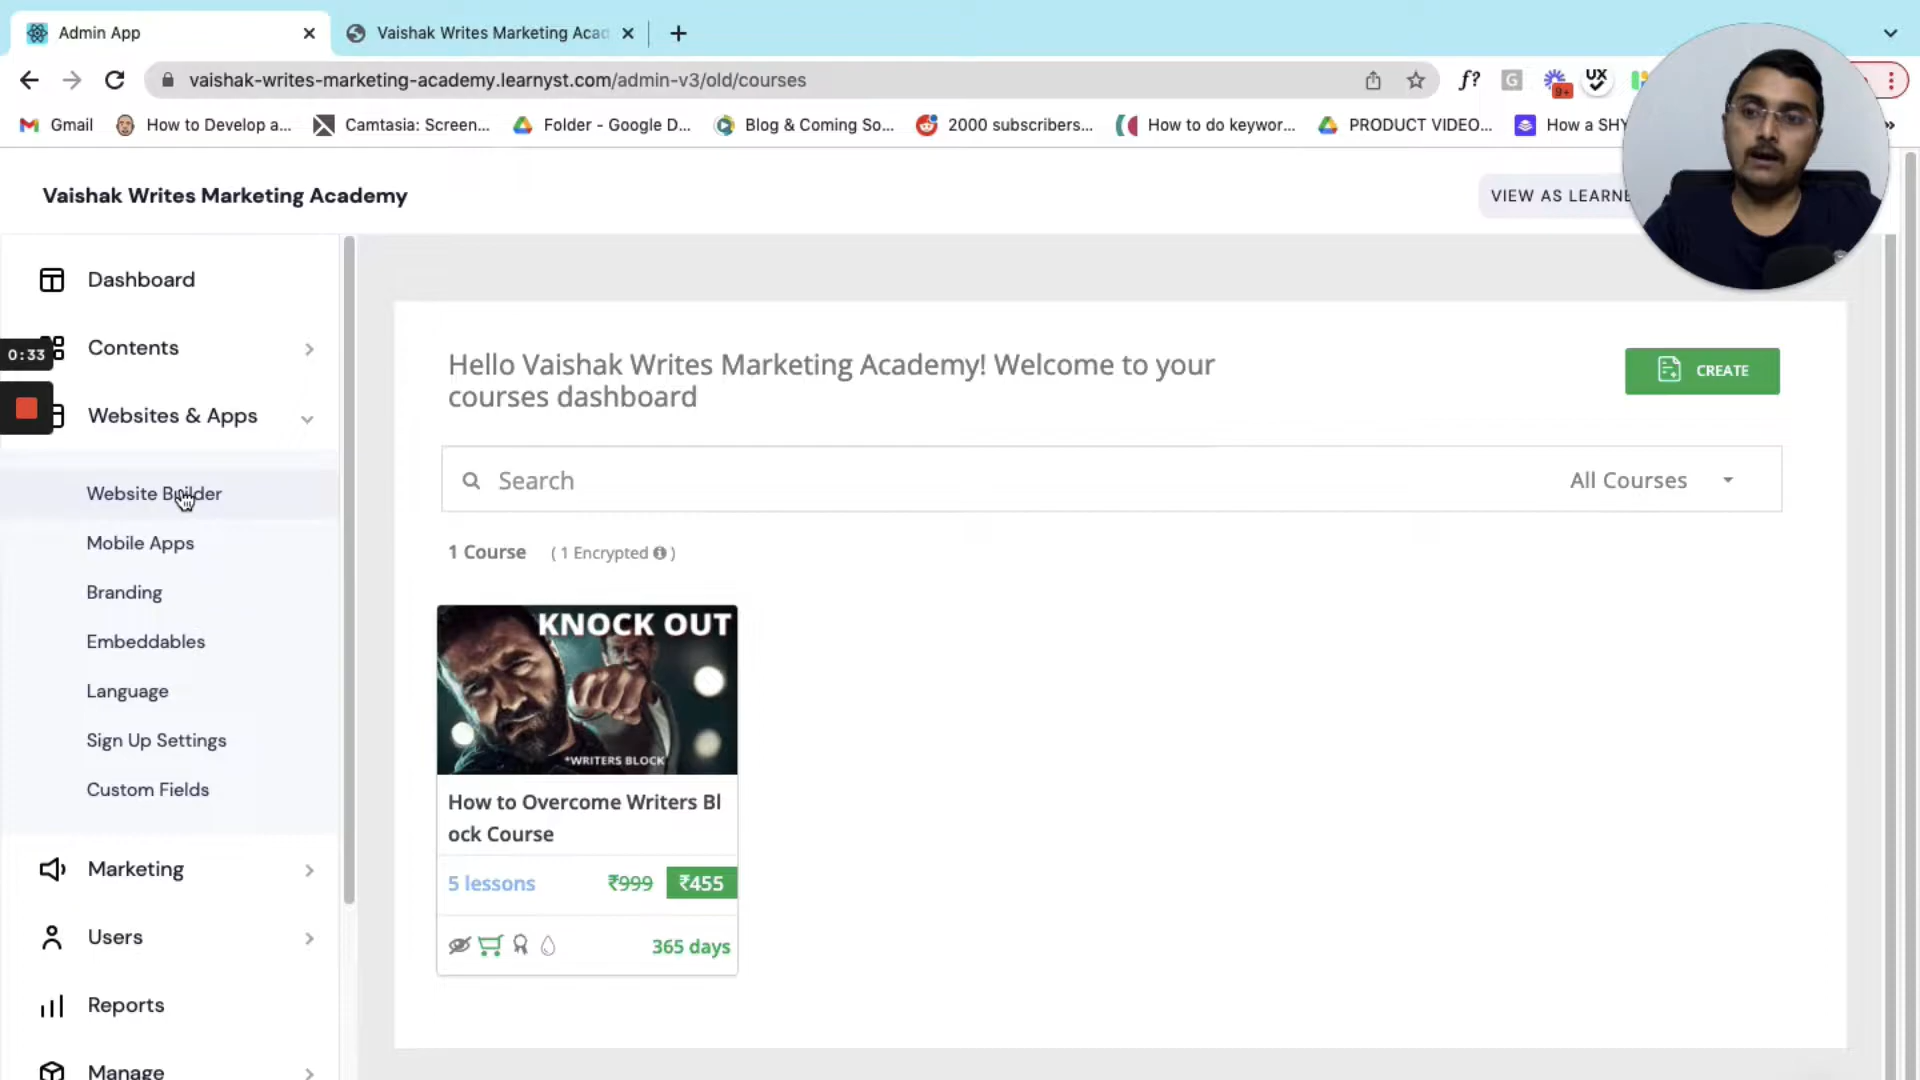 Admin App
Vaishak Writes Marketing Acad
vaishak-writes-marketing-academy.learnyst.com/admin-v3/old/courses
f?
G
9+
UX
Gmail
How to Develop a...
Camtasia: Screen...
Folder - Google D...
Blog & Coming So...
2000 subscribers...
How to do keywor...
PRODUCT VIDEO...
How a SHY
»
Vaishak Writes Marketing Academy
VIEW AS LEARNE
Dashboard
Contents
0:33
Websites & Apps
Website Builder
Mobile Apps
Branding
Embeddables
Language
Sign Up Settings
Custom Fields
Marketing
Users
Reports
Manage
Hello Vaishak Writes Marketing Academy! Welcome to your
courses dashboard
CREATE
Search
All Courses
1 Course ( 1 Encrypted )
KNOCK OUT
*WRITERS BLOCK
How to Overcome Writers Bl
ock Course
5 lessons ₹999 ₹455
365 days